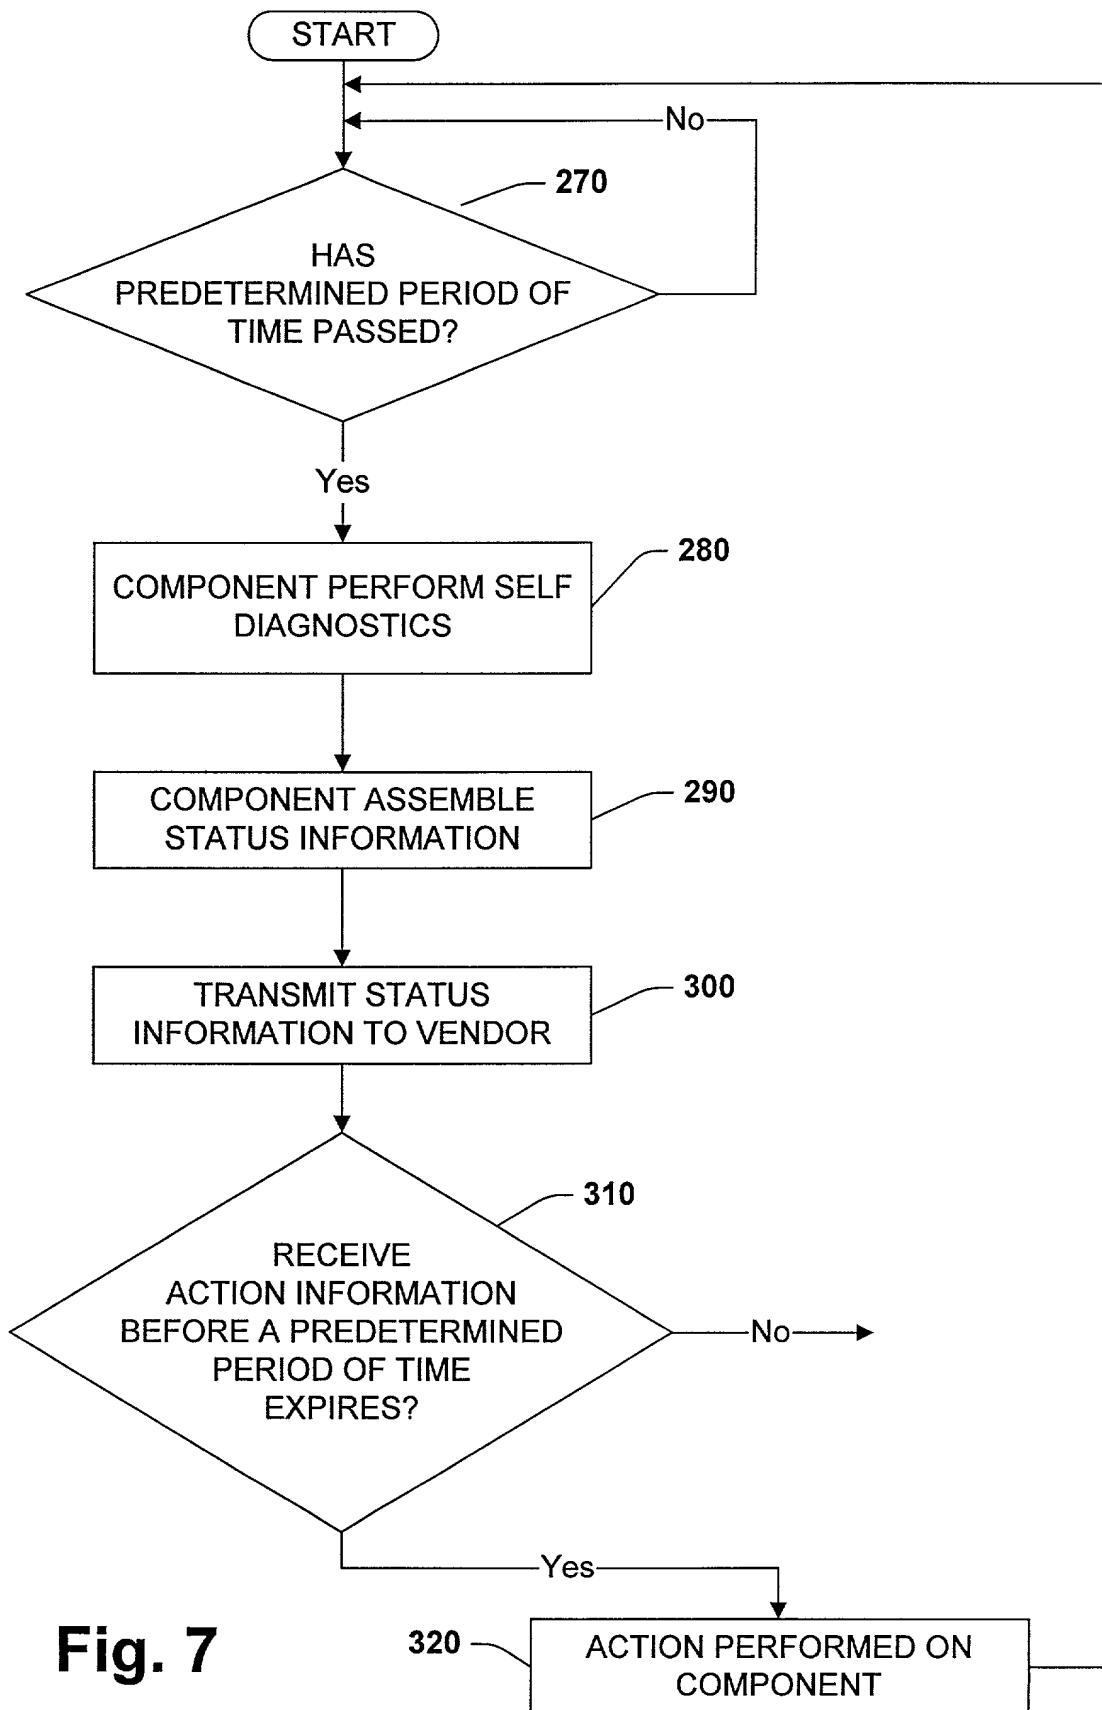 START
No
270
HAS
PREDETERMINED PERIOD OF
TIME PASSED?
Yes
280
COMPONENT PERFORM SELF
DIAGNOSTICS
290
COMPONENT ASSEMBLE
STATUS INFORMATION
300
TRANSMIT STATUS
INFORMATION TO VENDOR
310
RECEIVE
ACTION INFORMATION
BEFORE A PREDETERMINED
PERIOD OF TIME
EXPIRES?
No
Yes
Fig. 7
320
ACTION PERFORMED ON
COMPONENT